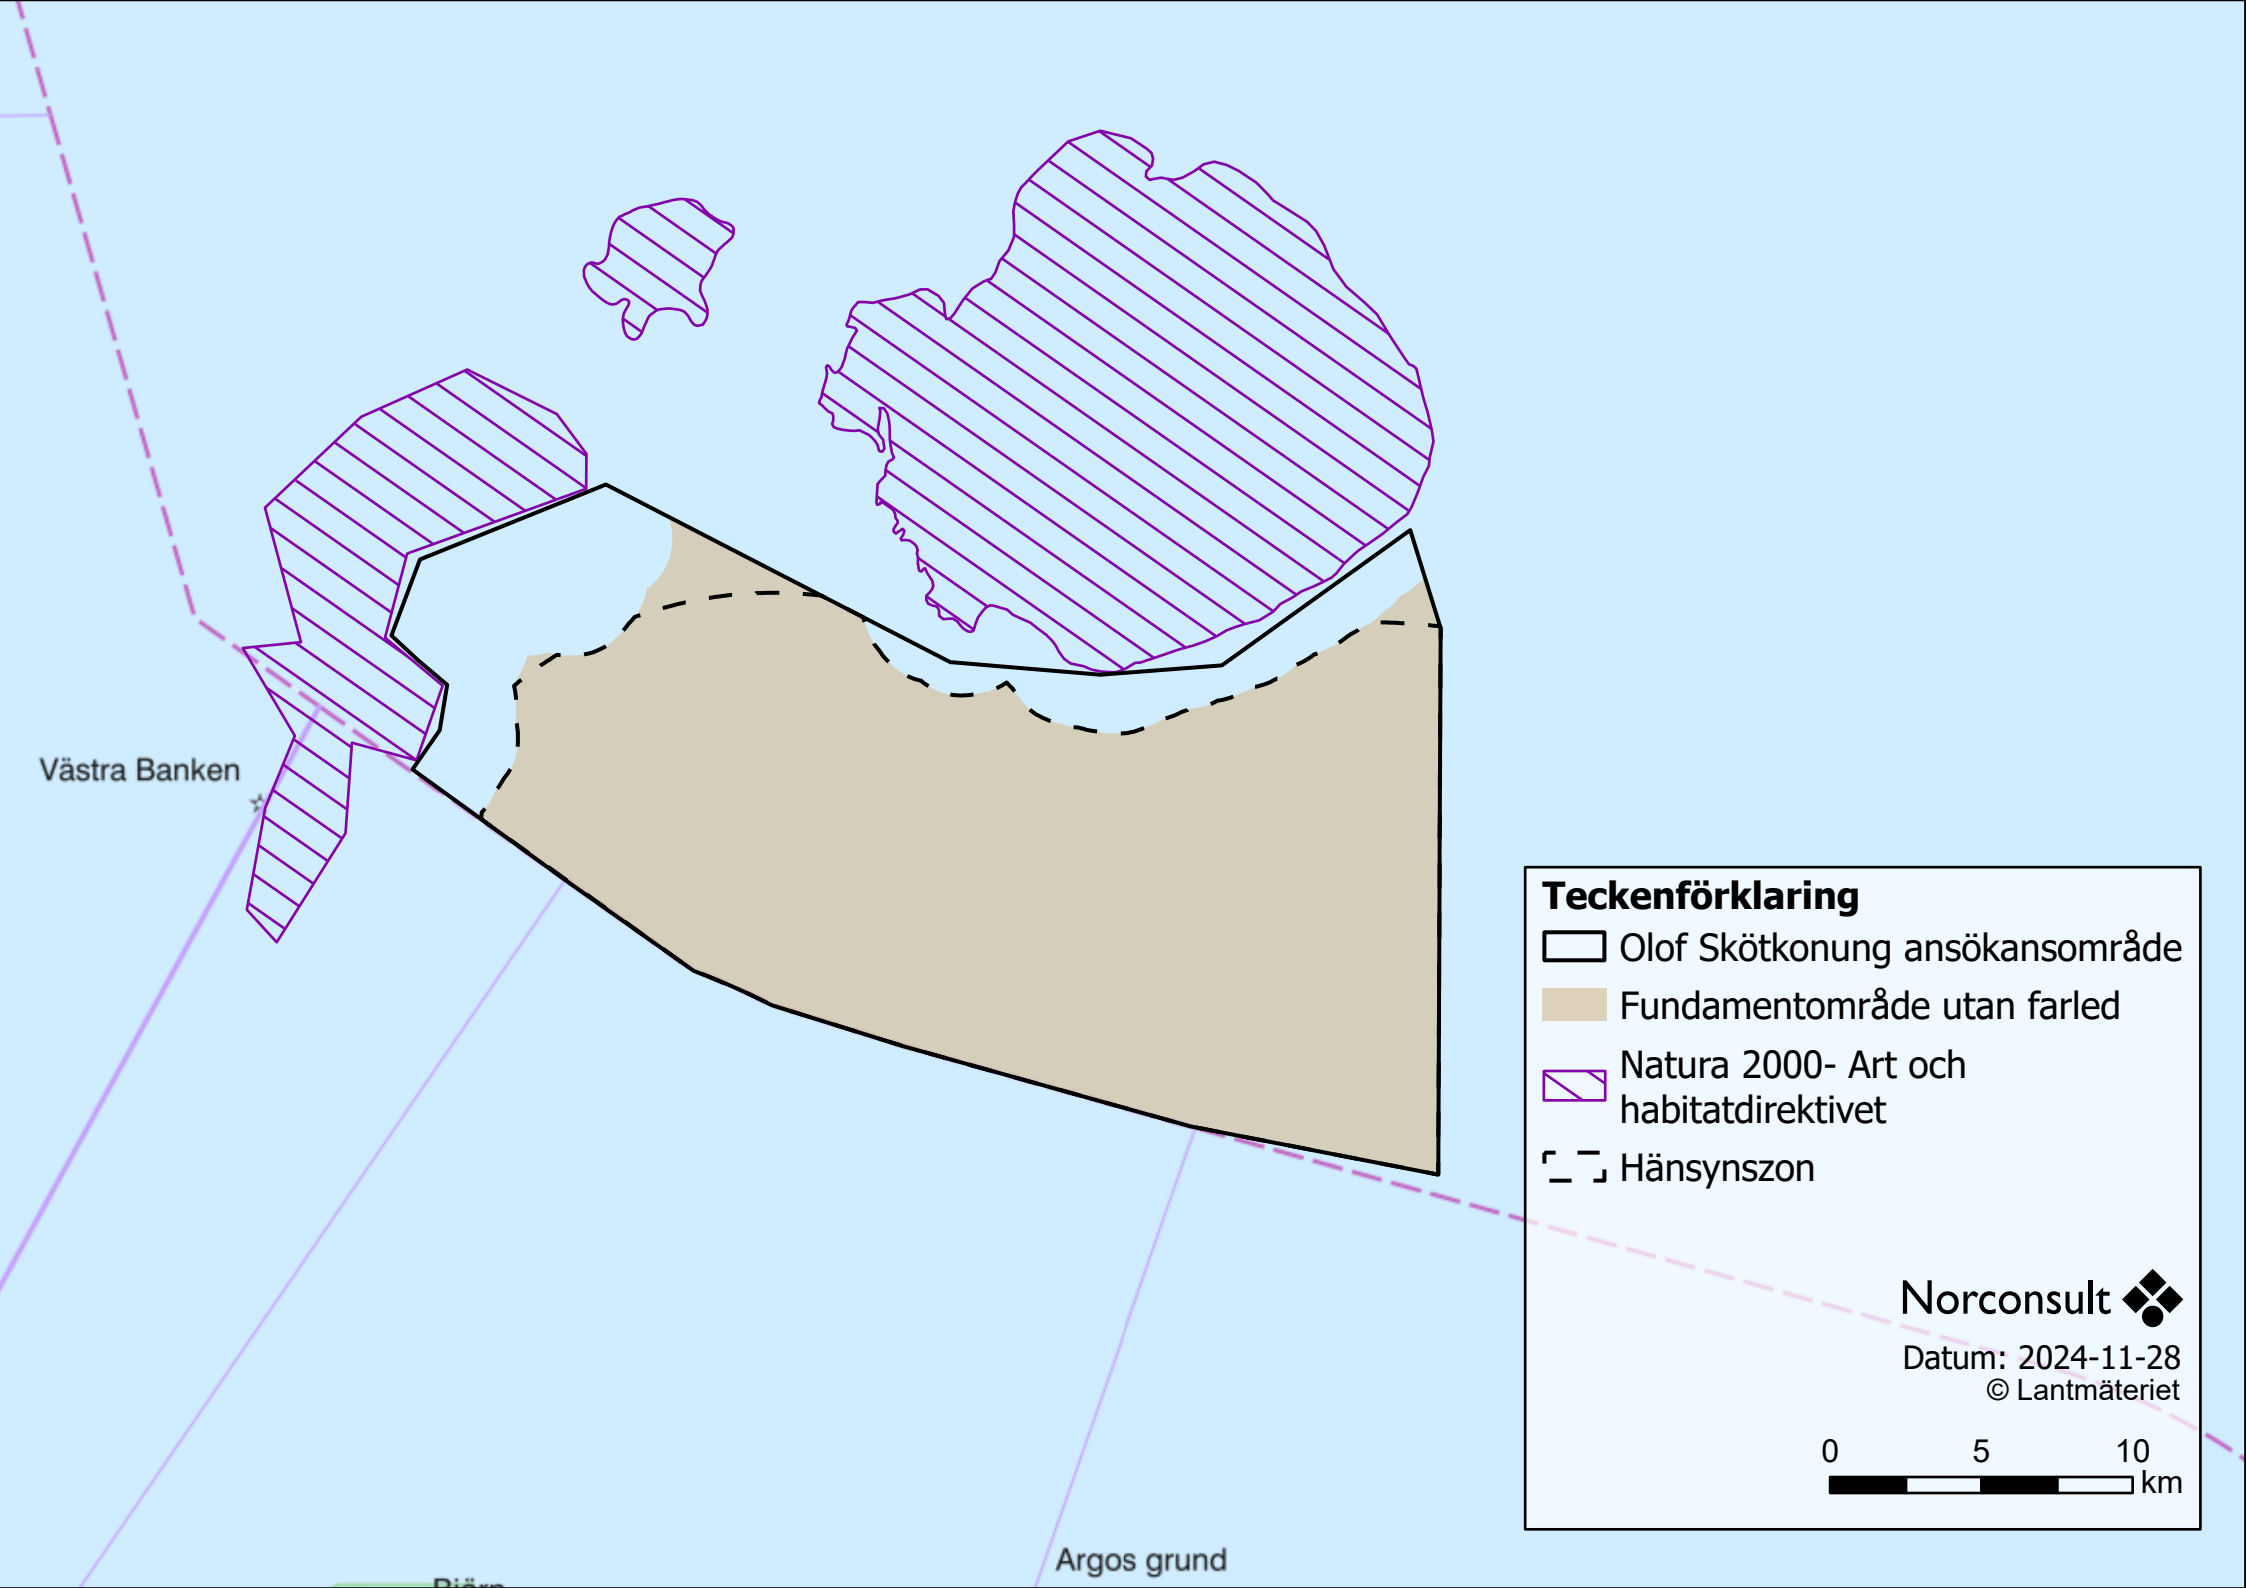 Västra Banken
Teckenförklaring
Olof Skötkonung ansökansområde
Fundamentområde utan farled
Natura 2000- Art och
habitatdirektivet
Hänsynszon
Norconsult
Datum: 2024-11-28
© Lantmäteriet
0 5 10
km
Argos grund
Björn